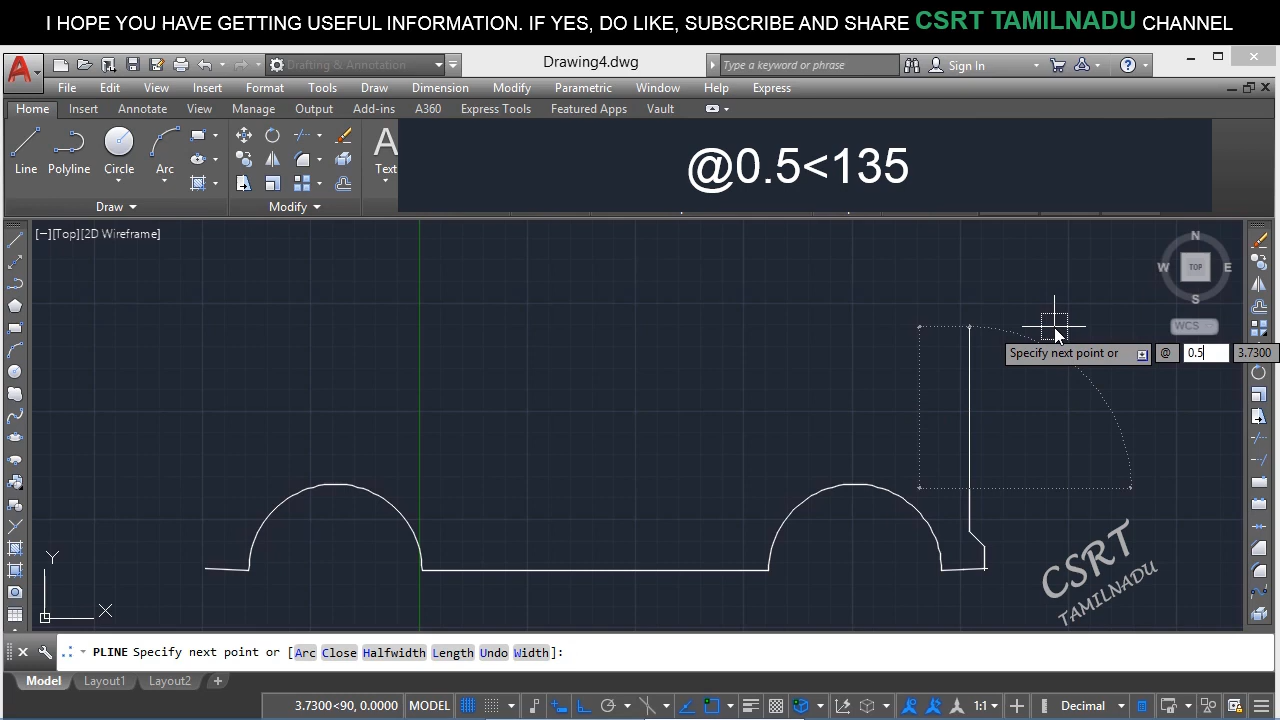 I HOPE YOU HAVE GETTING USEFUL INFORMATION. IF YES, DO LIKE, SUBSCRIBE AND SHARE CSRT TAMILNADU CHANNEL
Drafting & Annotation
Drawing4.dwg
Type a keyword or phrase
Sign In
File Edit View Insert Format Tools Draw Dimension Modify Parametric Window Help Express
Home Insert Annotate View Manage Output Add-ins A360 Express Tools Featured Apps Vault
@0.5<135
Line Polyline Circle Arc Text
Draw Modify
[−][Top][2D Wireframe]
N
W TOP E
S
WCS
Specify next point or @ 0.5 3.7300
CSRT
TAMILNADU
Y
X
PLINE Specify next point or [Arc Close Halfwidth Length Undo Width]:
Model Layout1 Layout2 +
3.7300<90, 0.0000 MODEL 1:1 Decimal